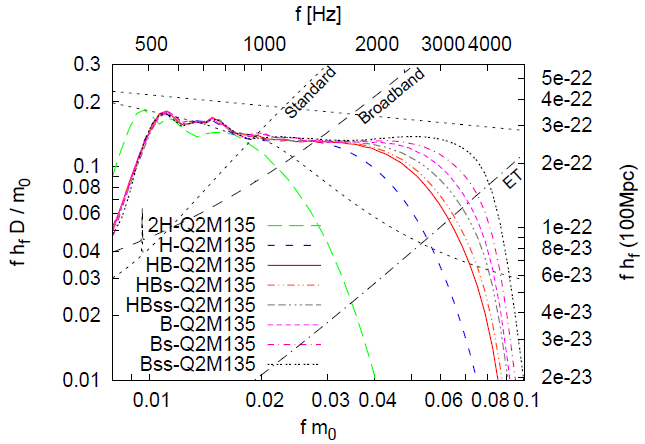 f [Hz]
500 1000 2000 3000 4000
0.3
0.2
0.1
0.08
0.06
0.04
0.03
0.02
0.01
f h_f D / m_0
5e-22
4e-22
3e-22
2e-22
1e-22
8e-23
6e-23
4e-23
3e-23
2e-23
f h_f (100Mpc)
Standard
Broadband
ET
2H-Q2M135
H-Q2M135
HB-Q2M135
HBs-Q2M135
HBss-Q2M135
B-Q2M135
Bs-Q2M135
Bss-Q2M135
0.01 0.02 0.04 0.06 0.08 0.1
f m_0